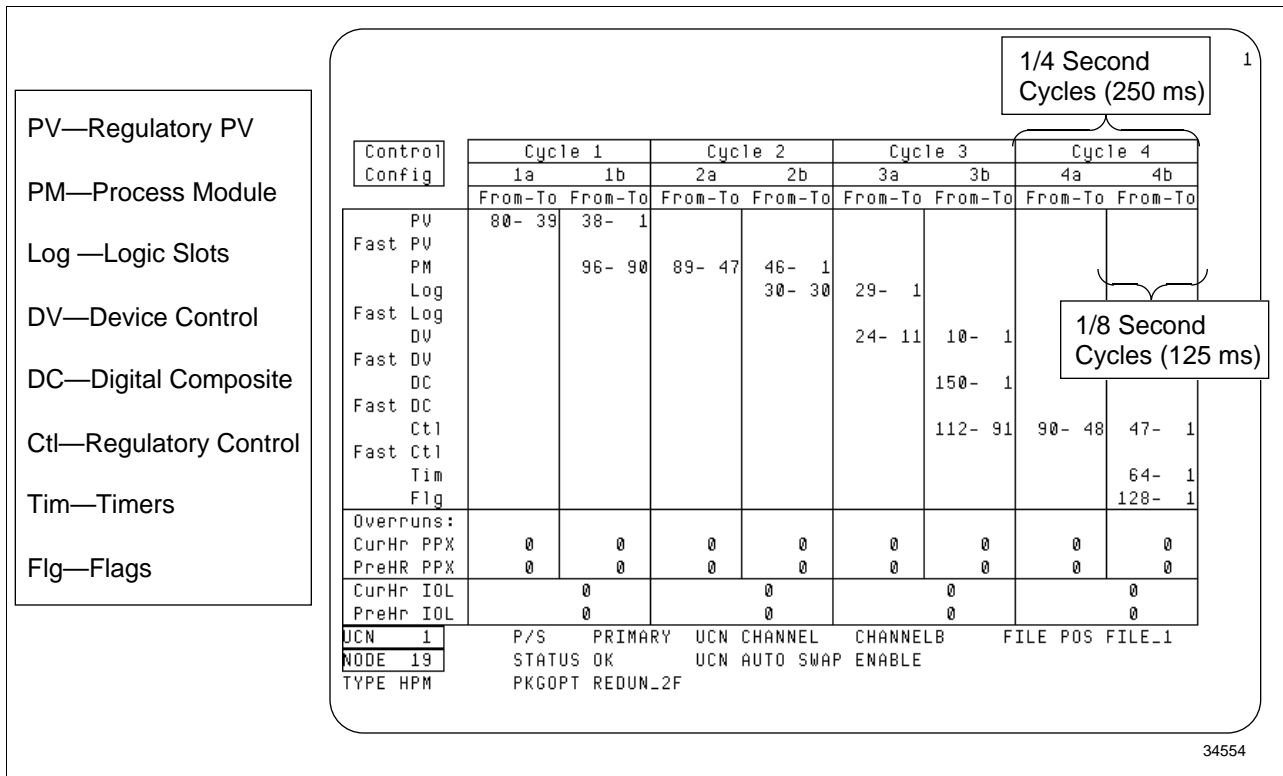 PV—Regulatory PV
PM—Process Module
Log —Logic Slots
DV—Device Control
DC—Digital Composite
Ctl—Regulatory Control
Tim—Timers
Flg—Flags
1/4 Second
Cycles (250 ms)
1
Control Cycle 1 Cycle 2 Cycle 3 Cycle 4
Config 1a 1b 2a 2b 3a 3b 4a 4b
From-To From-To From-To From-To From-To From-To From-To From-To
PV 80- 39 38- 1
Fast PV
PM 96- 90 89- 47 46- 1
Log 30- 30 29- 1
Fast Log
DV 24- 11 10- 1
Fast DV
DC 150- 1
Fast DC
Ctl 112- 91 90- 48 47- 1
Fast Ctl
Tim 64- 1
Flg 128- 1
1/8 Second
Cycles (125 ms)
Overruns:
CurHr PPX 0 0 0 0 0 0 0 0
PreHR PPX 0 0 0 0 0 0 0 0
CurHr IOL 0 0 0 0
PreHr IOL 0 0 0 0
UCN 1 P/S PRIMARY UCN CHANNEL CHANNELB FILE POS FILE_1
NODE 19 STATUS OK UCN AUTO SWAP ENABLE
TYPE HPM PKGOPT REDUN_2F
34554